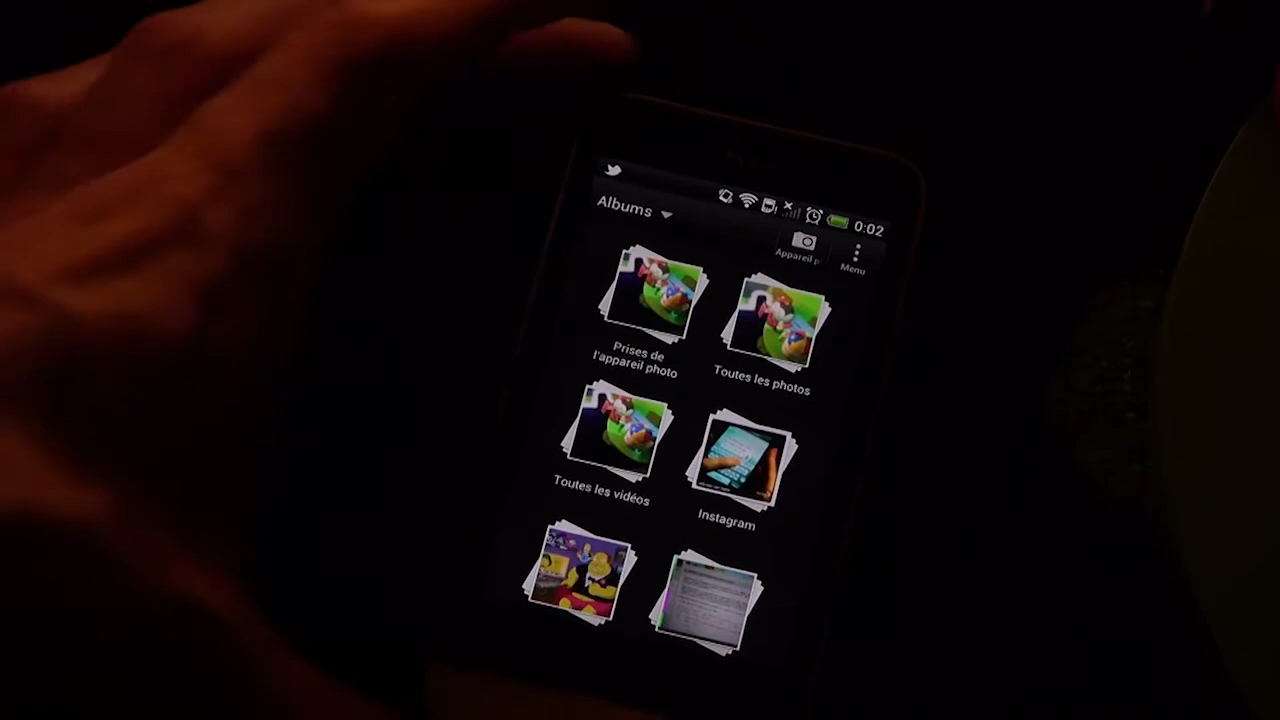 0:02
Albums
Appareil p
Menu
Prises de
l'appareil photo
Toutes les photos
Toutes les vidéos
Instagram